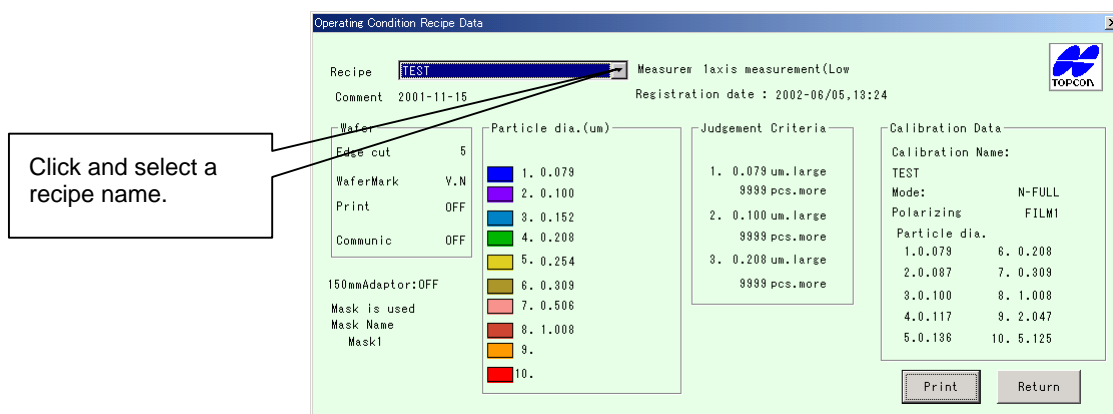 Operating Condition Recipe Data
Recipe TEST Measurem 1axis measurement(Low
Comment 2001-11-15 Registration date : 2002-06/05,13:24
TOPCON
Click and select a
recipe name.
Wafer
Edge cut 5
WaferMark V.N
Print OFF
Communic OFF
150mmAdaptor:OFF
Mask is used
Mask Name
Mask1
Particle dia.(um)
1. 0.079
2. 0.100
3. 0.152
4. 0.208
5. 0.254
6. 0.309
7. 0.506
8. 1.008
9.
10.
Judgement Criteria
1. 0.079 um.large
9999 pcs.more
2. 0.100 um.large
9999 pcs.more
3. 0.208 um.large
9999 pcs.more
Calibration Data
Calibration Name:
TEST
Mode: N-FULL
Polarizing FILM1
Particle dia.
1.0.079 6. 0.208
2.0.087 7. 0.309
3.0.100 8. 1.008
4.0.117 9. 2.047
5.0.136 10. 5.125
Print Return